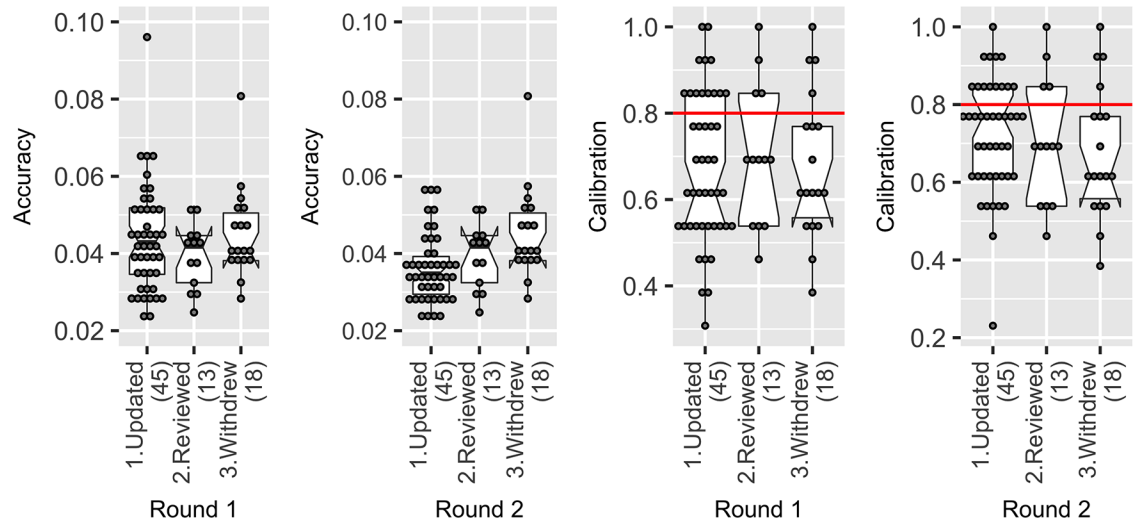 Accuracy
0.10
0.08
0.06
0.04
0.02
1.Updated
(45)
2.Reviewed
(13)
3.Withdrew
(18)
Round 1
Accuracy
0.10
0.08
0.06
0.04
0.02
1.Updated
(45)
2.Reviewed
(13)
3.Withdrew
(18)
Round 2
Calibration
1.0
0.8
0.6
0.4
1.Updated
(45)
2.Reviewed
(13)
3.Withdrew
(18)
Round 1
Calibration
1.0
0.8
0.6
0.4
0.2
1.Updated
(45)
2.Reviewed
(13)
3.Withdrew
(18)
Round 2